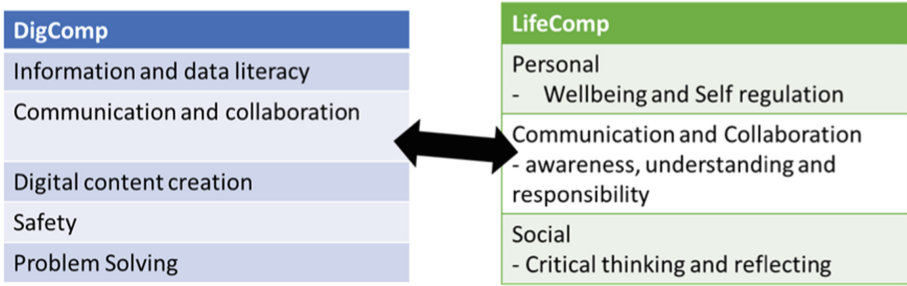 DigComp
Information and data literacy
Communication and collaboration
Digital content creation
Safety
Problem Solving
LifeComp
Personal
- Wellbeing and Self regulation
Communication and Collaboration
- awareness, understanding and
responsibility
Social
- Critical thinking and reflecting